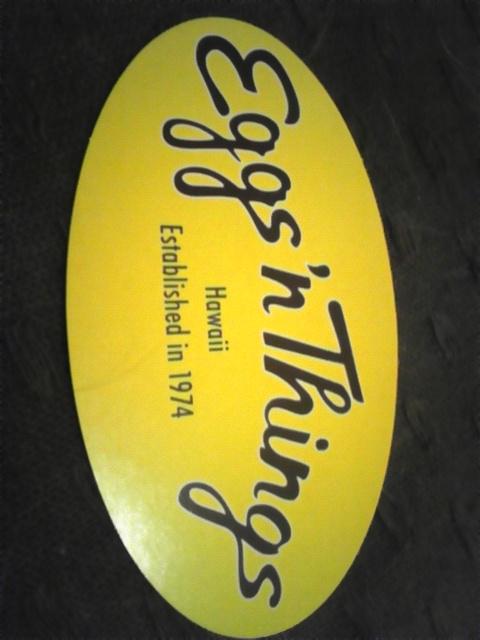 Eggs 'n Things
Hawaii
Established in 1974